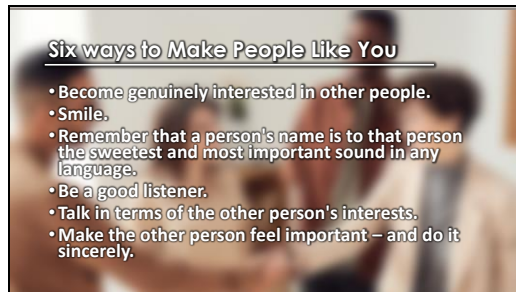 Six ways to Make People Like You
• Become genuinely interested in other people.
• Smile.
• Remember that a person's name is to that person
the sweetest and most important sound in any
language.
• Be a good listener.
• Talk in terms of the other person's interests.
• Make the other person feel important – and do it
sincerely.